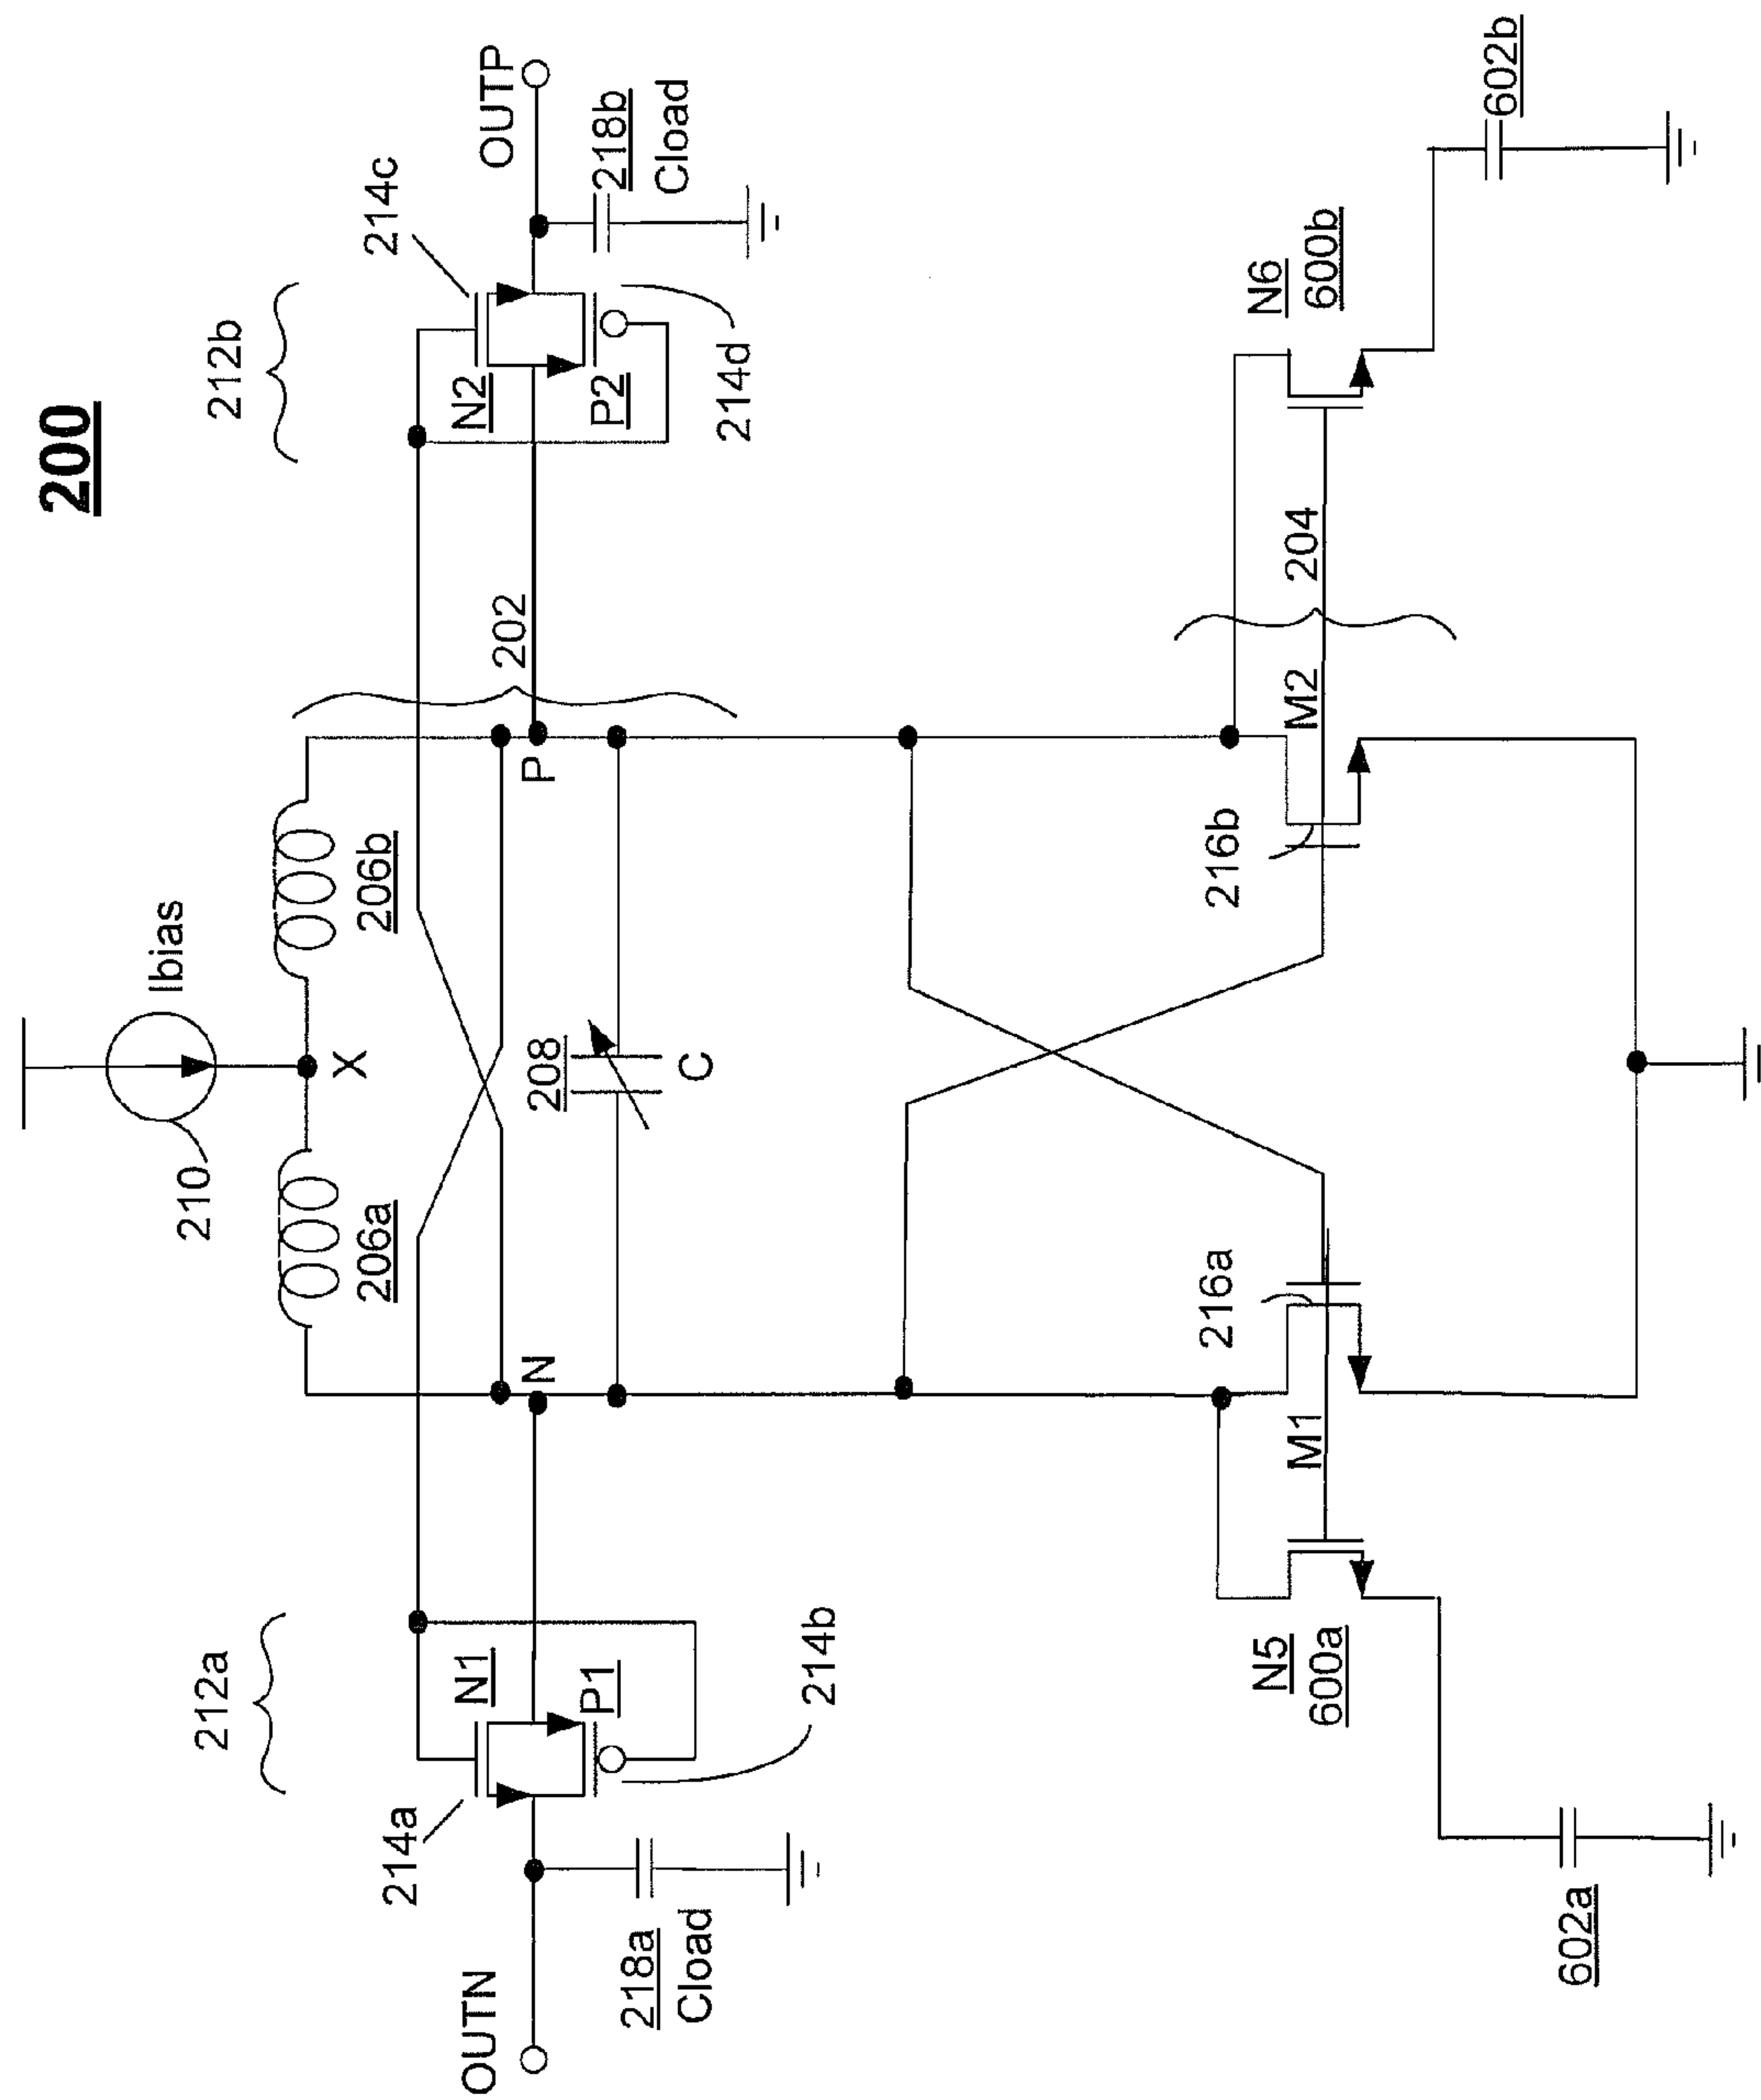 200
Ibias
210
X
206a
206b
212a
212b
OUTN
OUTP
214a
N1
P1
214b
218a
Cload
N2
P2
214c
214d
218b
Cload
202
N
P
208
C
204
M1
M2
216a
216b
N5
600a
N6
600b
602a
602b